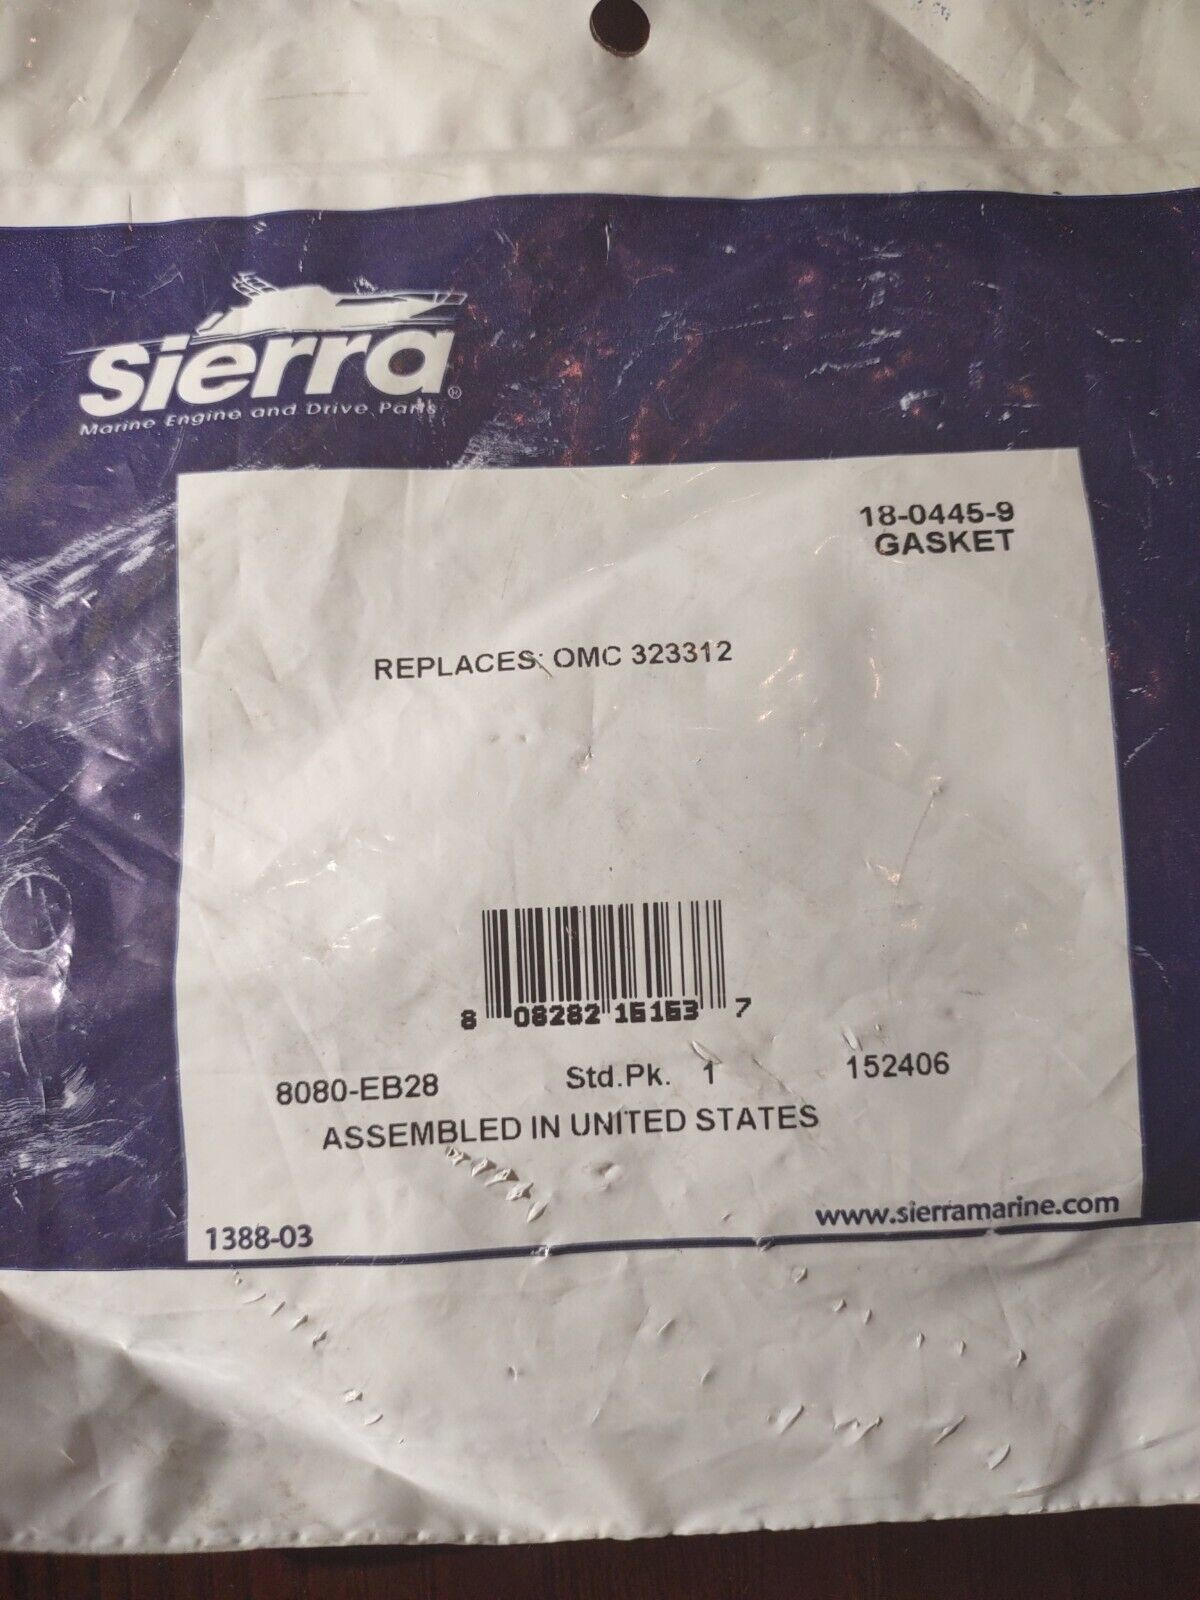 sierra®
Marine Engine and Drive Parts
18-0445-9
GASKET
REPLACES: OMC 323312
8 08282 16163 7
8080-EB28 Std.Pk. 1 152406
ASSEMBLED IN UNITED STATES
www.sierramarine.com
1388-03